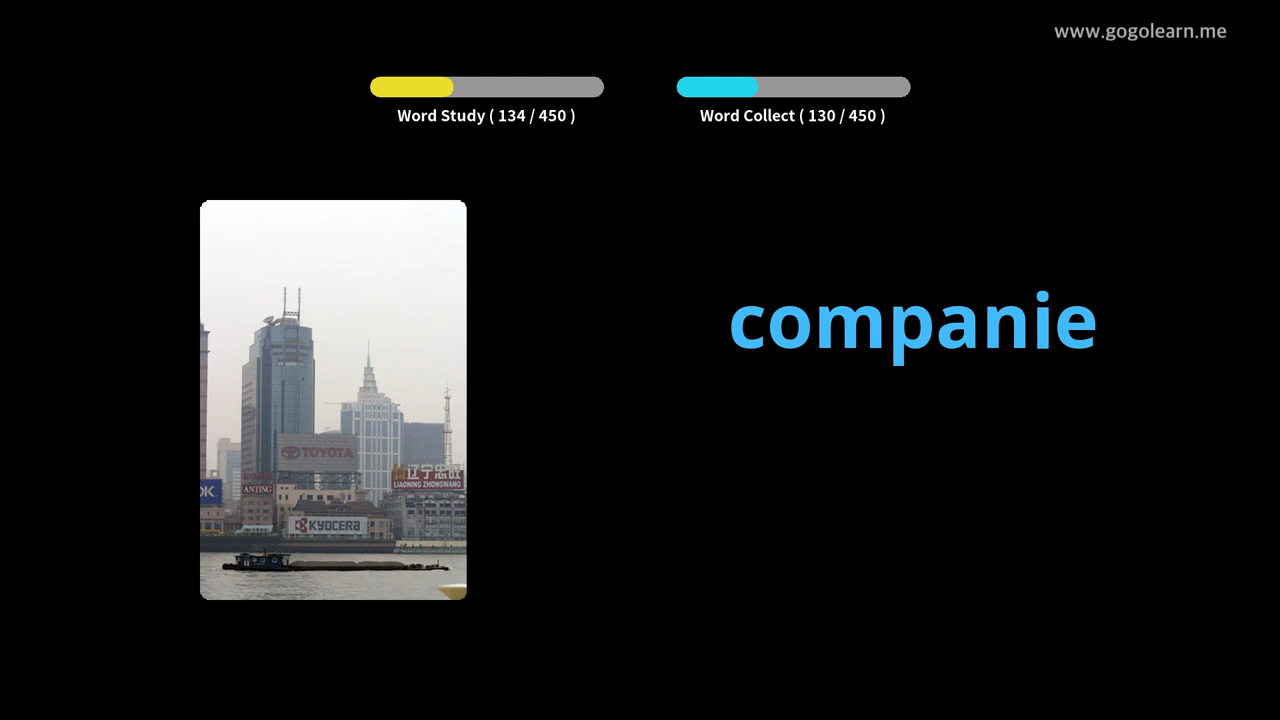 www.gogolearn.me
Word Study ( 134 / 450 )
Word Collect ( 130 / 450 )
companie
TOYOTA
辽宁忠旺
LIAONING ZHONGWANG
ANTING
OK
KYOCERA